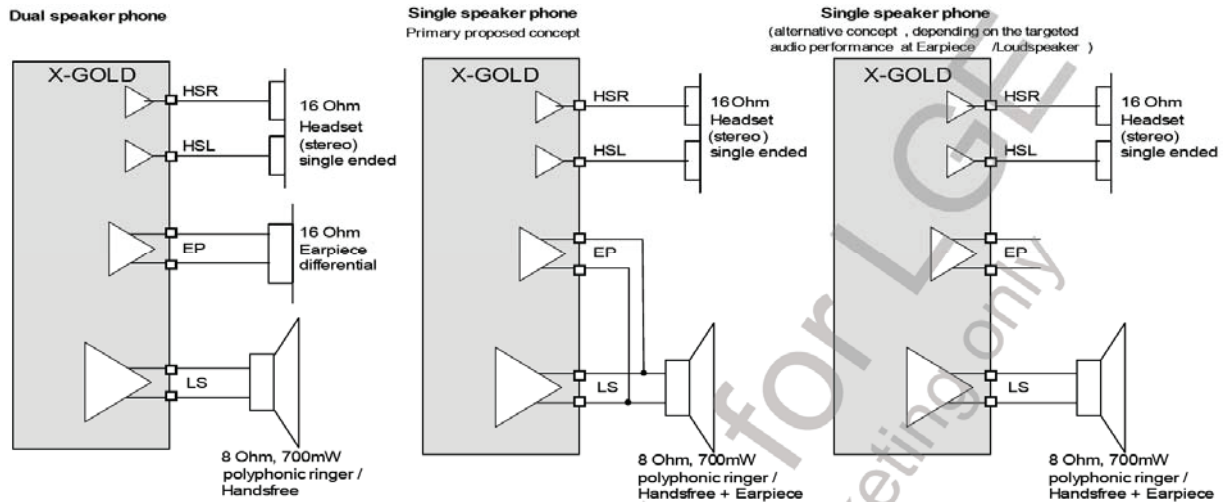 Dual speaker phone
X-GOLD
HSR
HSL
16 Ohm
Headset
(stereo)
single ended
EP
16 Ohm
Earpiece
differential
LS
8 Ohm, 700mW
polyphonic ringer /
Handsfree
Single speaker phone
Primary proposed concept
X-GOLD
HSR
HSL
16 Ohm
Headset
(stereo )
single ended
EP
LS
8 Ohm, 700mW
polyphonic ringer /
Handsfree + Earpiece
Single speaker phone
(alternative concept , depending on the targeted
audio performance at Earpiece /Loudspeaker )
X-GOLD
HSR
HSL
16 Ohm
Headset
(stereo)
single ended
EP
LS
8 Ohm, 700mW
polyphonic ringer /
Handsfree + Earpiece
for LGE
only